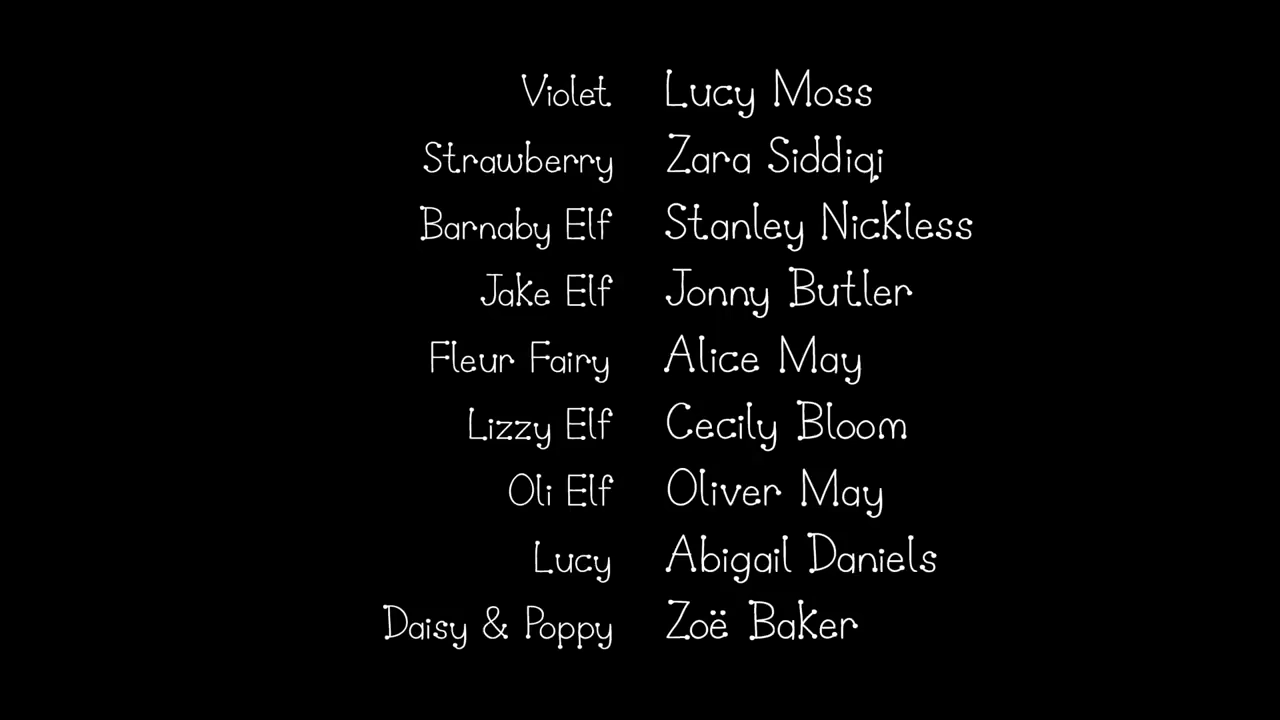 Violet Lucy Moss
Strawberry Zara Siddiqi
Barnaby Elf Stanley Nickless
Jake Elf Jonny Butler
Fleur Fairy Alice May
Lizzy Elf Cecily Bloom
Oli Elf Oliver May
Lucy Abigail Daniels
Daisy & Poppy Zoë Baker